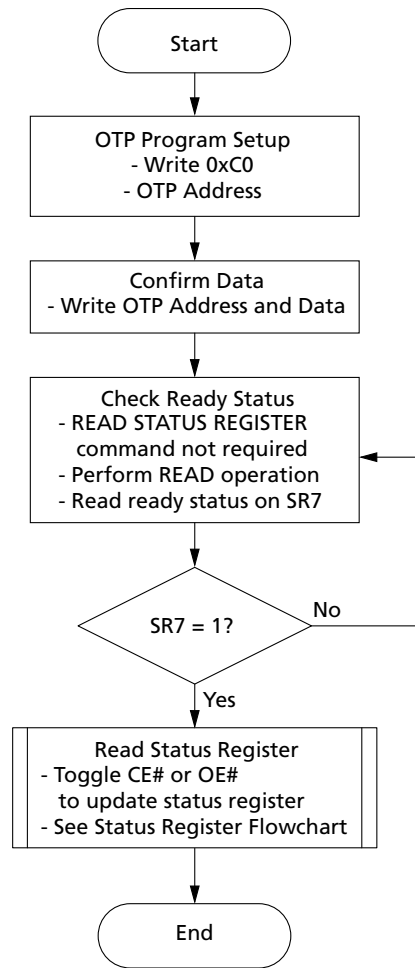 Start
OTP Program Setup
- Write 0xC0
- OTP Address
Confirm Data
- Write OTP Address and Data
Check Ready Status
- READ STATUS REGISTER
command not required
- Perform READ operation
- Read ready status on SR7
SR7 = 1?
No
Yes
Read Status Register
- Toggle CE# or OE#
to update status register
- See Status Register Flowchart
End